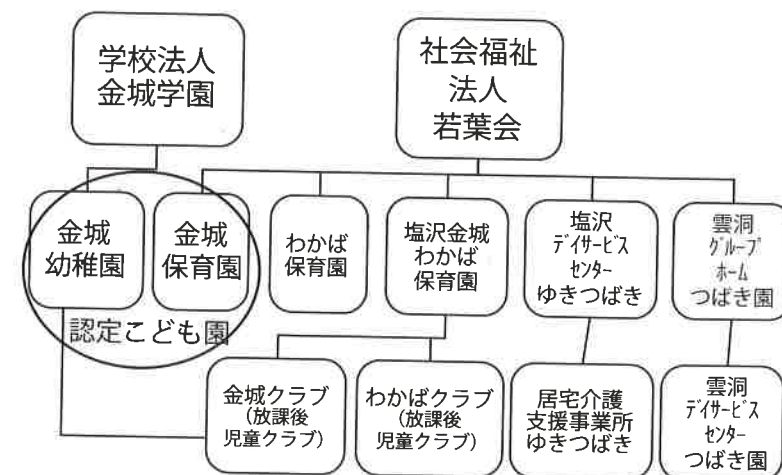 学校法人
金城学園
社会福祉
法人
若葉会
金城
幼稚園
金城
保育園
認定こども園
わかば
保育園
塩沢金城
わかば
保育園
塩沢
デイサービス
センター
ゆきつばき
雲洞
グループ
ホーム
つばき園
金城クラブ
(放課後
児童クラブ)
わかばクラブ
(放課後
児童クラブ)
居宅介護
支援事業所
ゆきつばき
雲洞
デイサービス
センター
つばき園